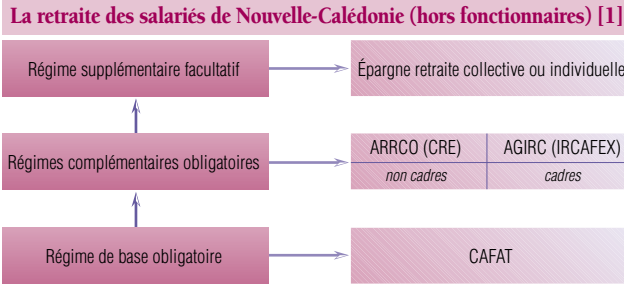 La retraite des salariés de Nouvelle-Calédonie (hors fonctionnaires) [1]
Régime supplémentaire facultatif
Épargne retraite collective ou individuelle
Régimes complémentaires obligatoires
ARRCO (CRE)
AGIRC (IRCAFEX)
non cadres
cadres
Régime de base obligatoire
CAFAT